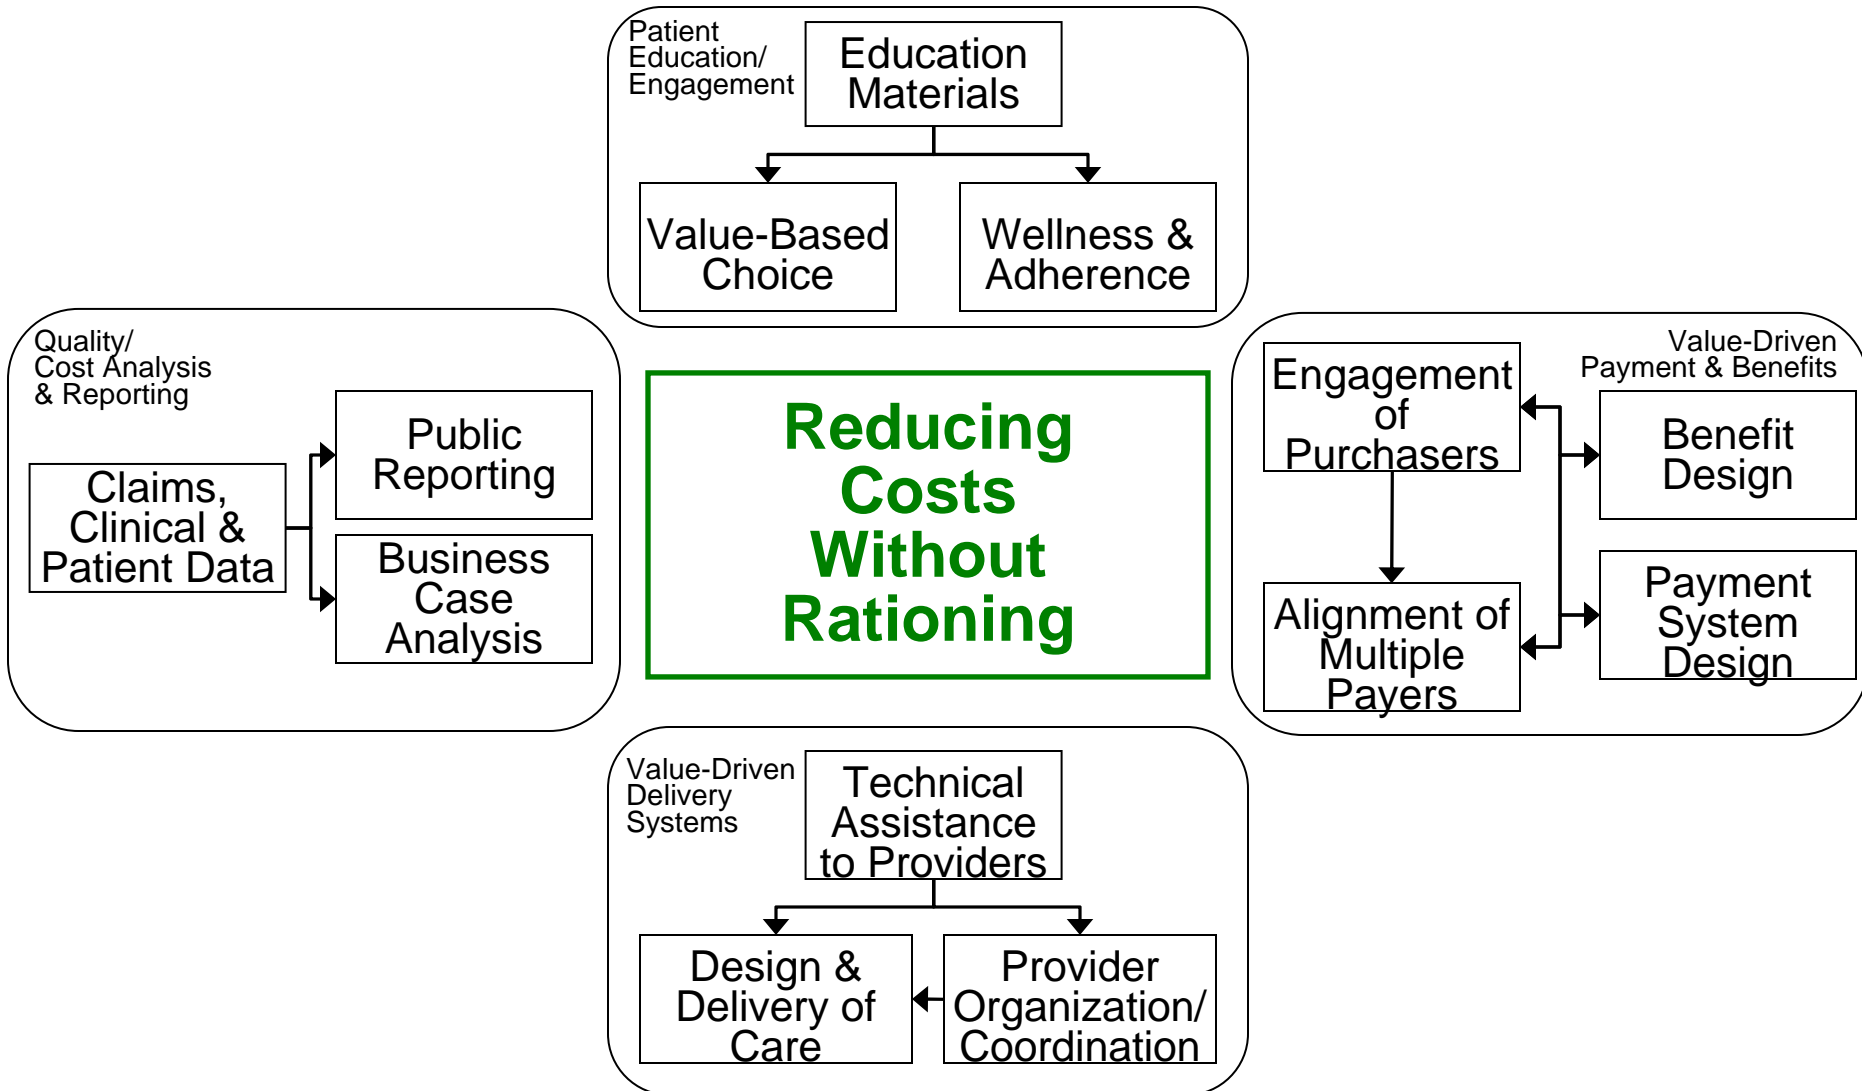 Patient
Education/
Engagement
Education
Materials
Value-Based
Choice
Wellness &
Adherence
Quality/
Cost Analysis
& Reporting
Claims,
Clinical &
Patient Data
Public
Reporting
Business
Case
Analysis
Reducing
Costs
Without
Rationing
Value-Driven
Payment & Benefits
Engagement
of
Purchasers
Benefit
Design
Alignment of
Multiple
Payers
Payment
System
Design
Value-Driven
Delivery
Systems
Technical
Assistance
to Providers
Design &
Delivery of
Care
Provider
Organization/
Coordination